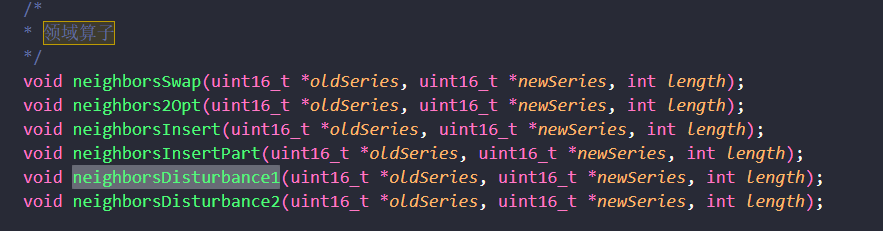 /*
* 领域算子
*/
void neighborsSwap(uint16_t *oldSeries, uint16_t *newSeries, int length);
void neighbors2Opt(uint16_t *oldSeries, uint16_t *newSeries, int length);
void neighborsInsert(uint16_t *oldSeries, uint16_t *newSeries, int length);
void neighborsInsertPart(uint16_t *oldSeries, uint16_t *newSeries, int length);
void neighborsDisturbance1(uint16_t *oldSeries, uint16_t *newSeries, int length);
void neighborsDisturbance2(uint16_t *oldSeries, uint16_t *newSeries, int length);